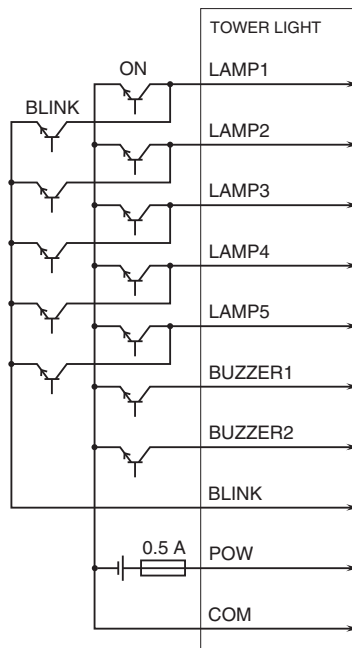 TOWER LIGHT
ON
LAMP1
BLINK
LAMP2
LAMP3
LAMP4
LAMP5
BUZZER1
BUZZER2
BLINK
0.5 A
POW
COM